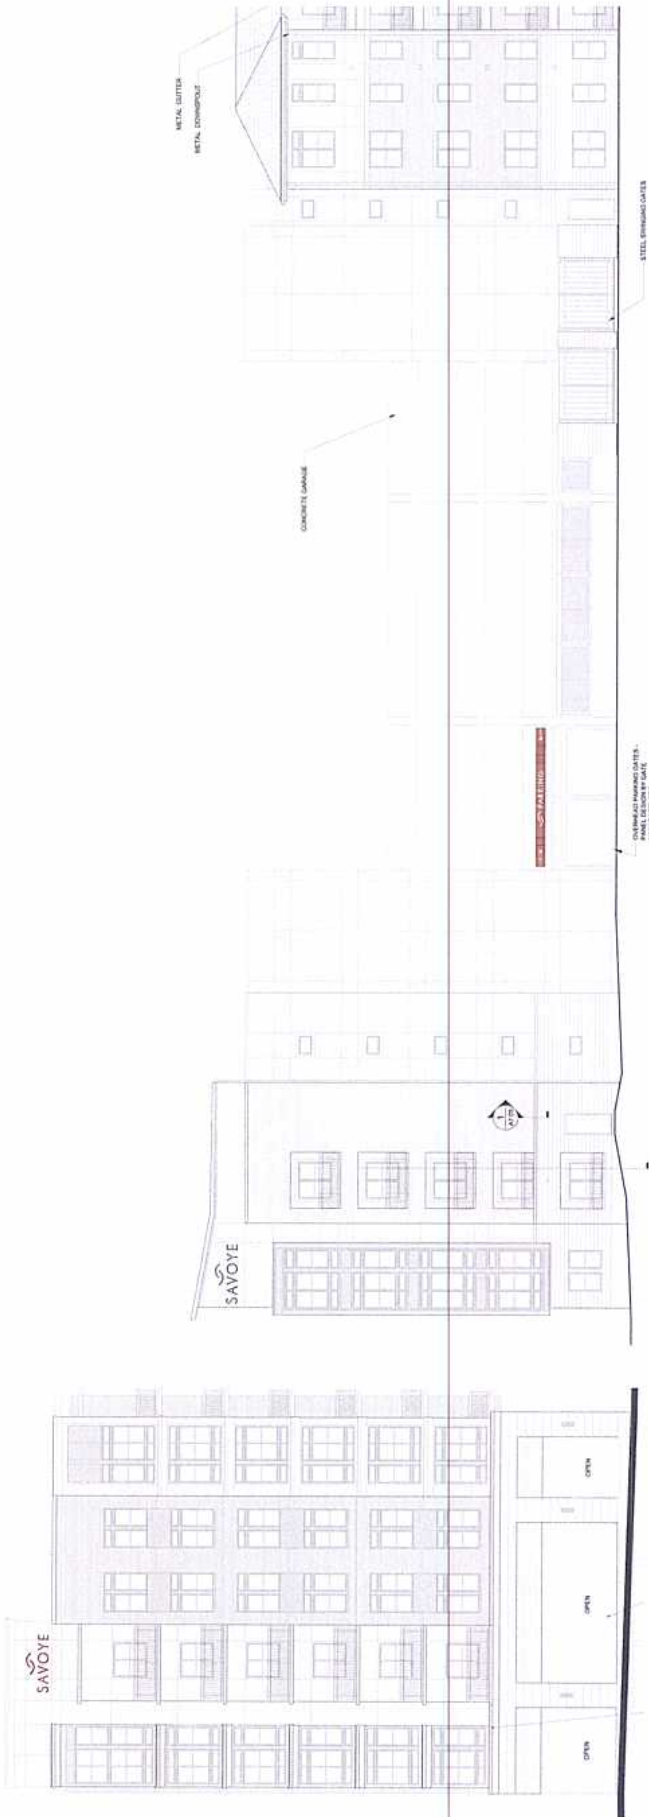 METAL GUTTER
METAL DOWNSPOUT
STEEL SWINGING GATES
CONCRETE GARAGE
PARKING
OVERHEAD PARKING GATES -
PANEL DESIGN BY GATE
1
SAVOYE
SAVOYE
OPEN
OPEN
OPEN